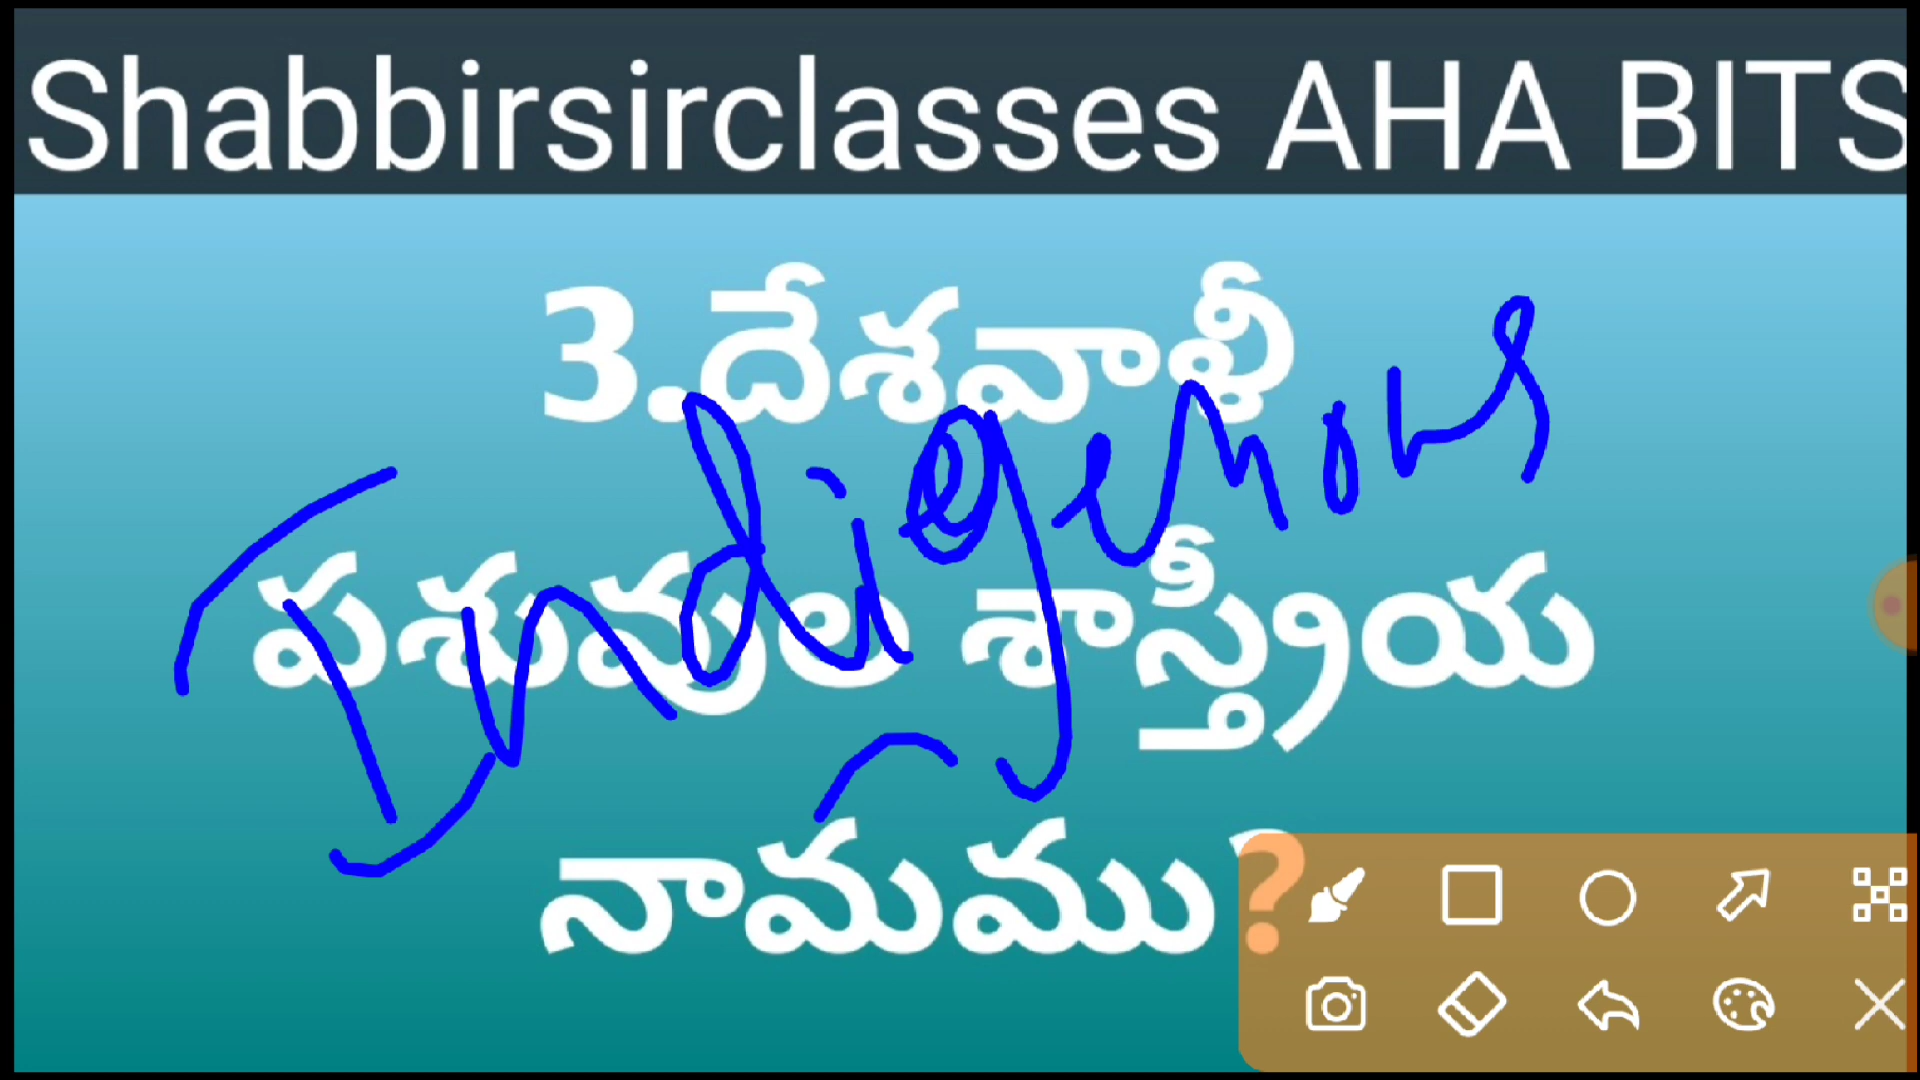 Shabbirsirclasses AHA BITS
3.దేశవాళీ
Indigenous
పశువుల శాస్త్రీయ
నామము?